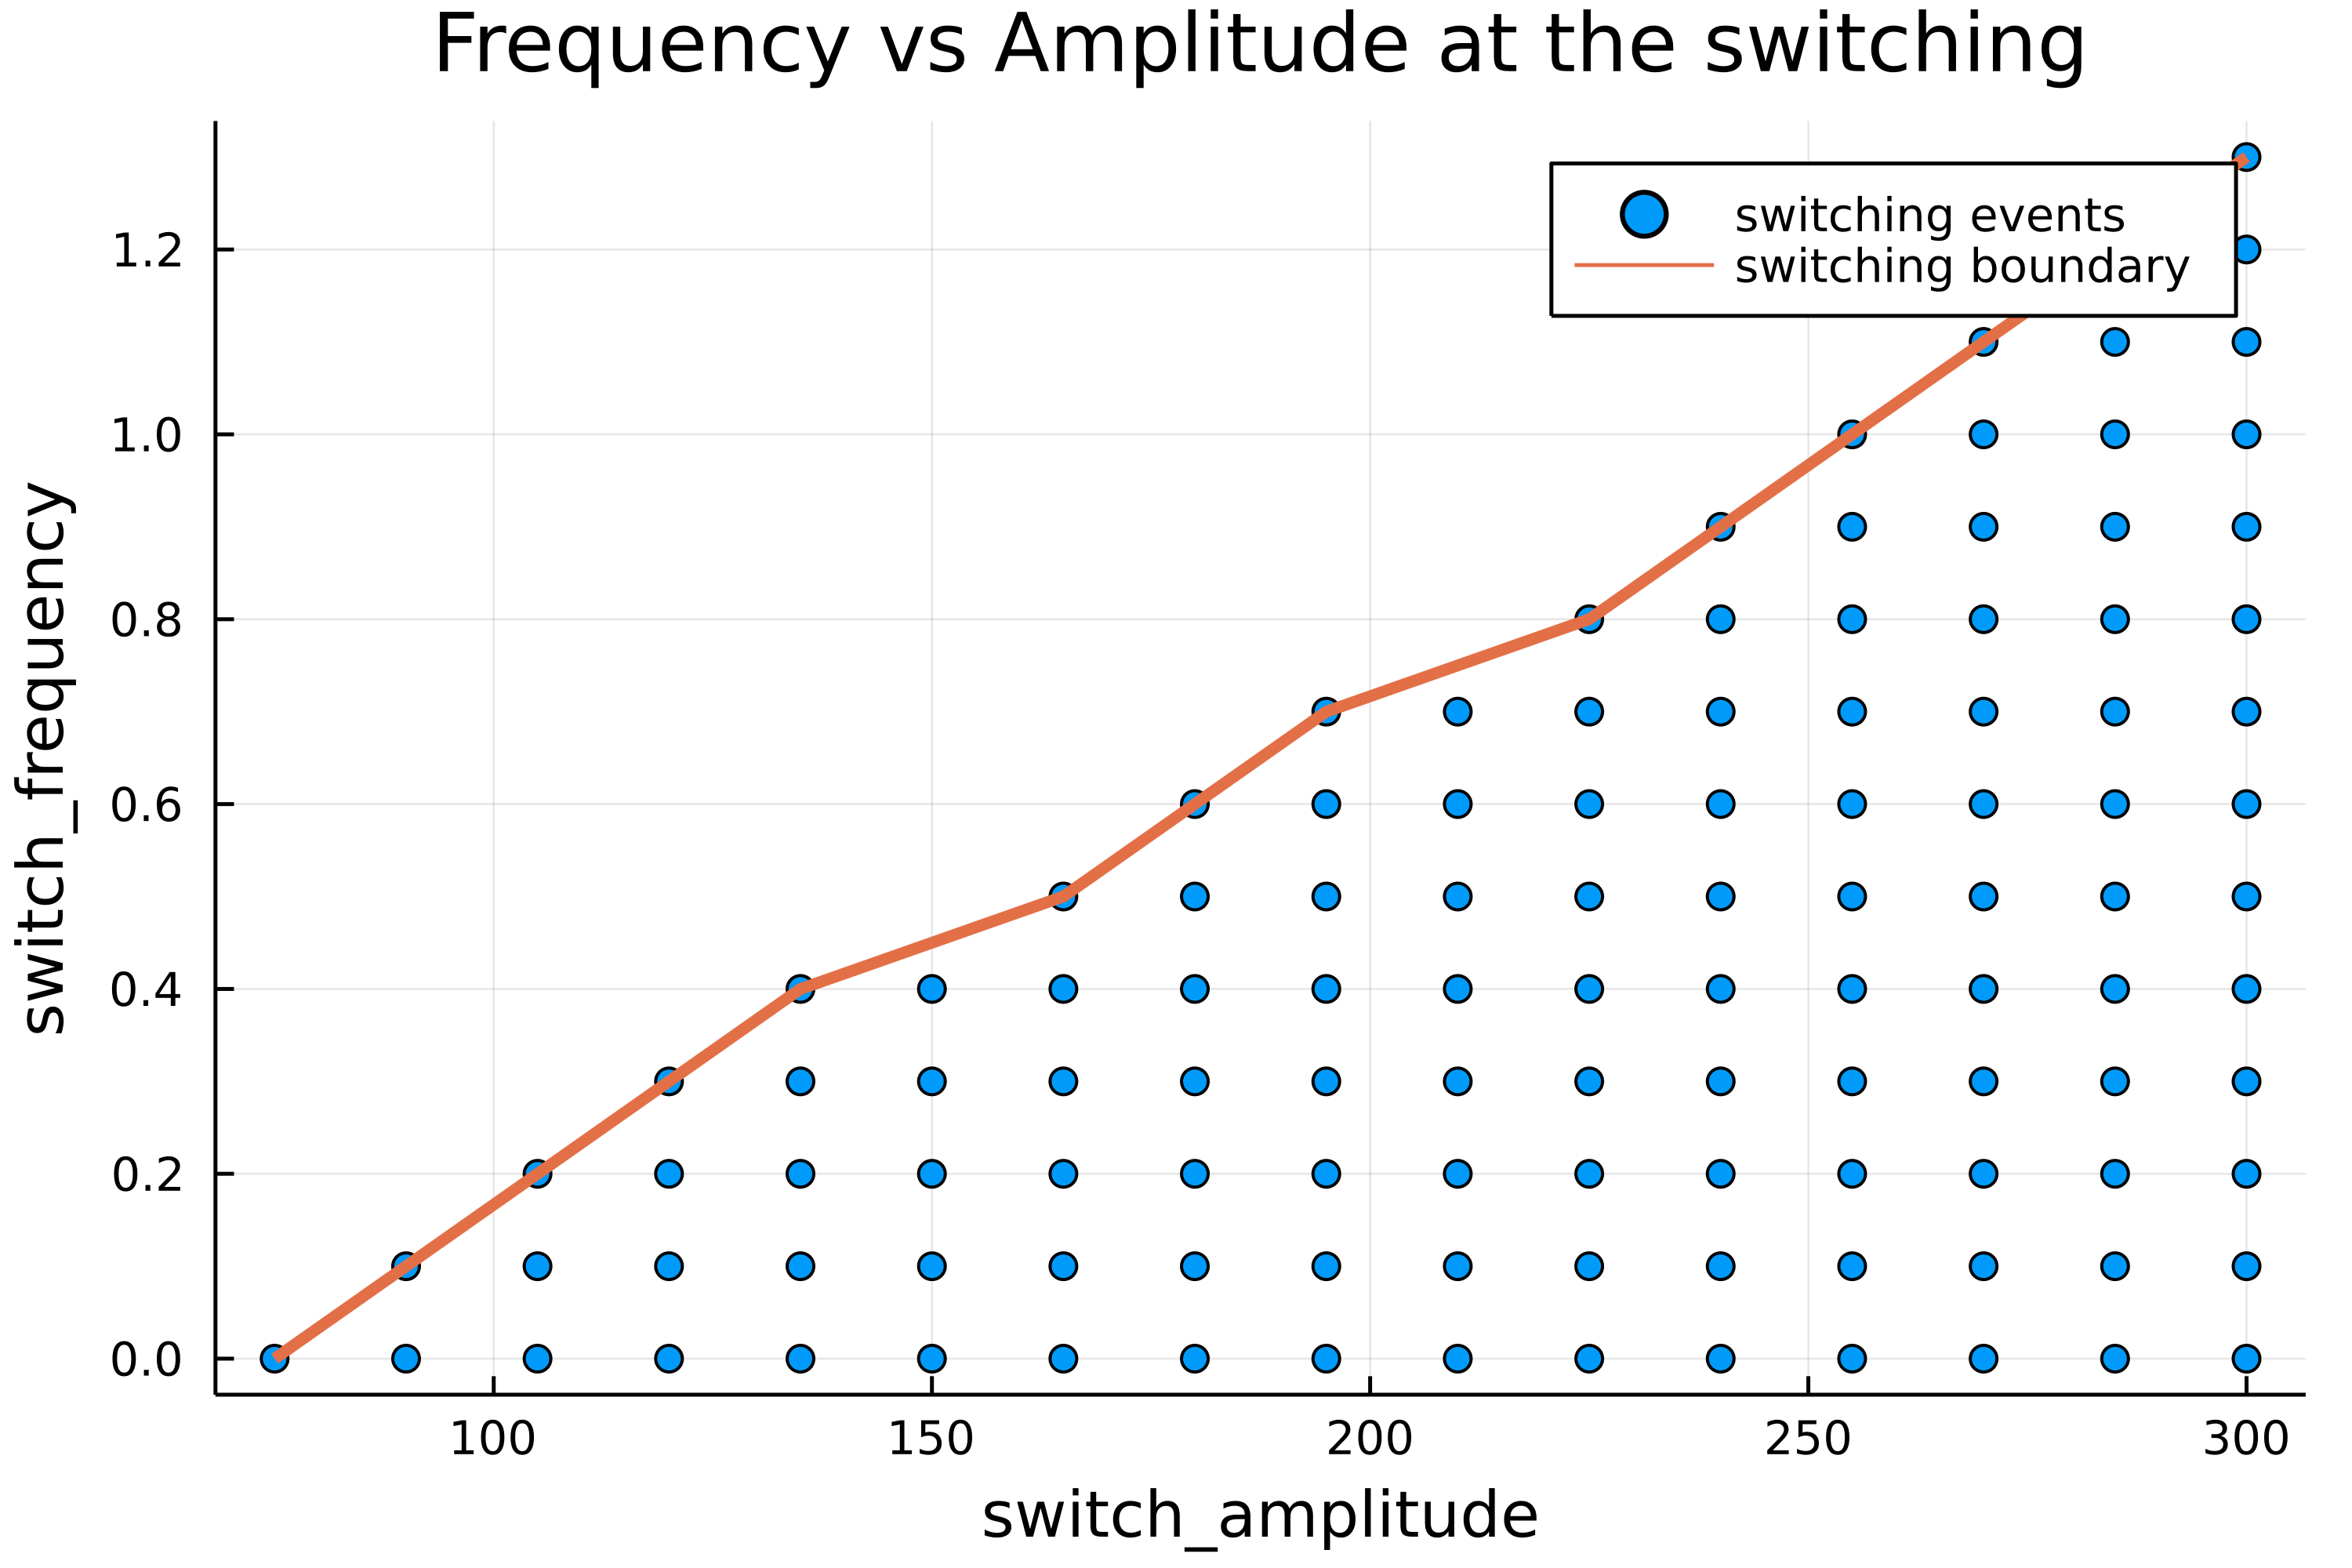 Frequency vs Amplitude at the switching
switching events
switching boundary
1.2
1.0
0.8
0.6
0.4
0.2
0.0
switch_frequency
100 150 200 250 300
switch_amplitude